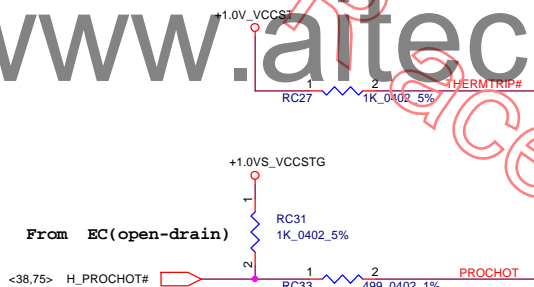 www.aitec
+1.0V_VCCST
1 2 THERMTRIP#
RC27 1K_0402_5%
+1.0VS_VCCSTG
1
RC31
1K_0402_5%
From EC(open-drain)
2
<38,75> H_PROCHOT# 1 2 PROCHOT
RC33 499_0402_1%